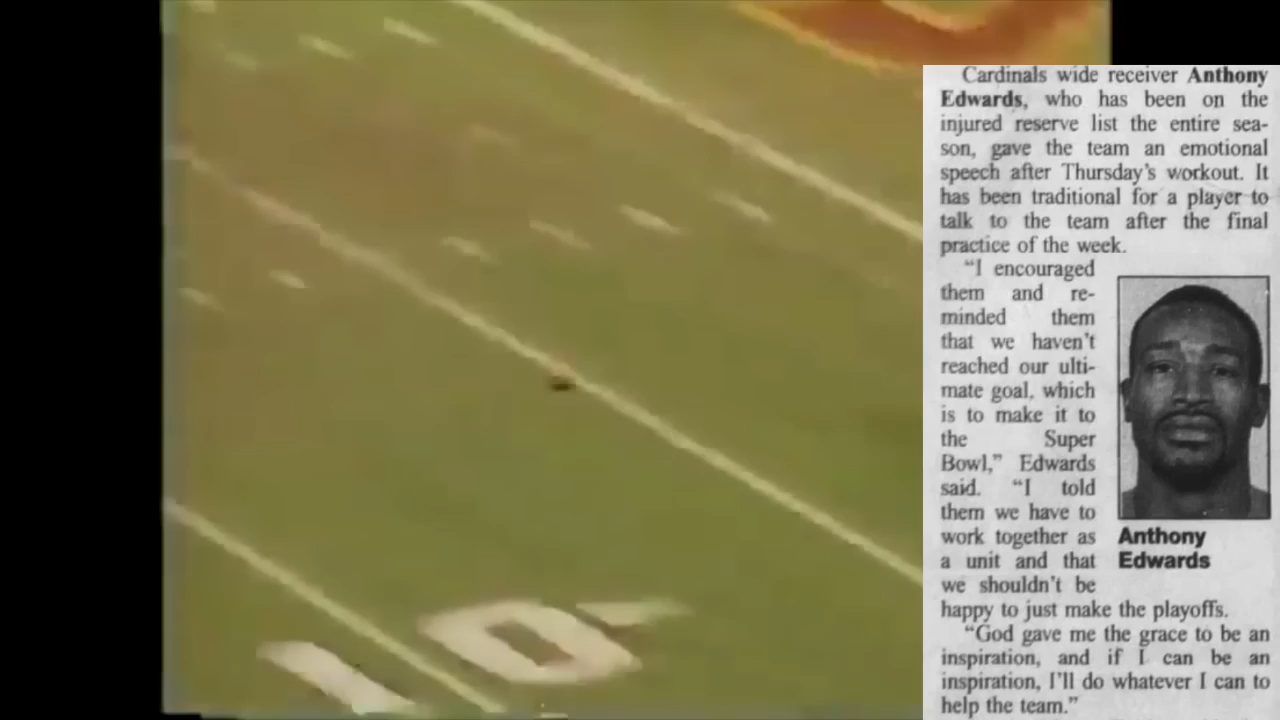 10
Cardinals wide receiver Anthony
Edwards, who has been on the
injured reserve list the entire sea-
son, gave the team an emotional
speech after Thursday's workout. It
has been traditional for a player to
talk to the team after the final
practice of the week.
"I encouraged
them and re-
minded them
that we haven't
reached our ulti-
mate goal, which
is to make it to
the Super
Bowl," Edwards
said. "I told
them we have to
work together as
a unit and that
we shouldn't be
happy to just make the playoffs.
"God gave me the grace to be an
inspiration, and if I can be an
inspiration, I'll do whatever I can to
help the team."
Anthony
Edwards